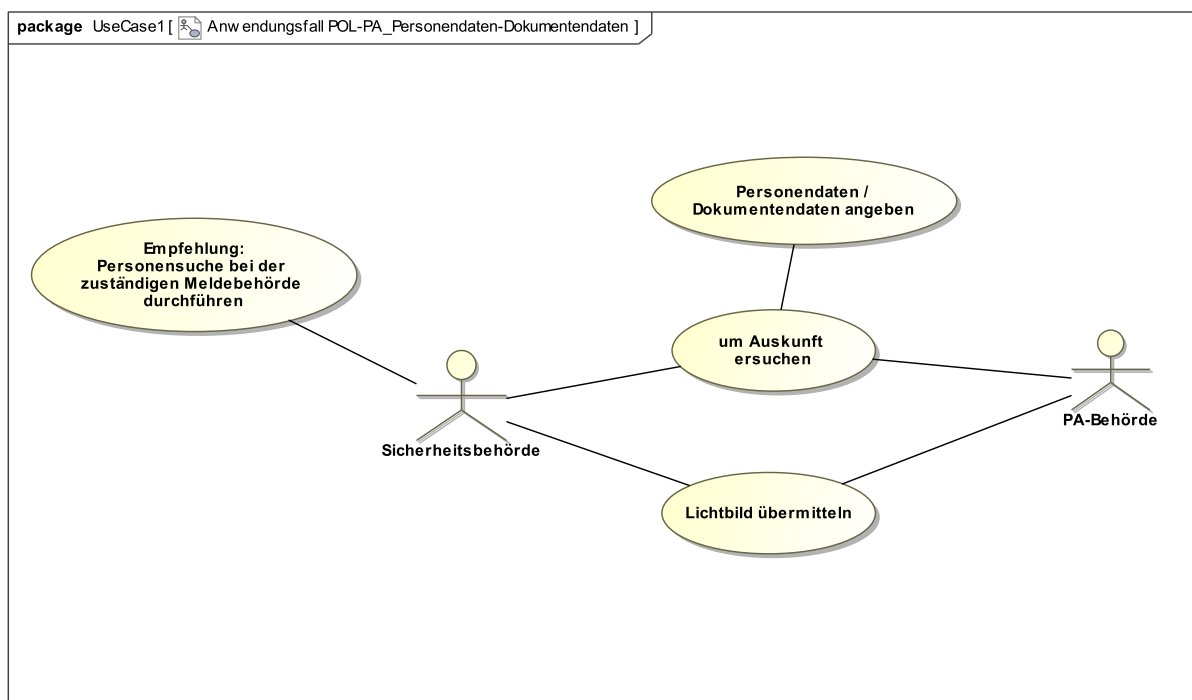 package UseCase1 [ Anwendungsfall POL-PA_Personendaten-Dokumentendaten ]
Personendaten /
Dokumentendaten angeben
Empfehlung:
Personensuche bei der
zuständigen Meldebehörde
durchführen
um Auskunft
ersuchen
Sicherheitsbehörde
PA-Behörde
Lichtbild übermitteln